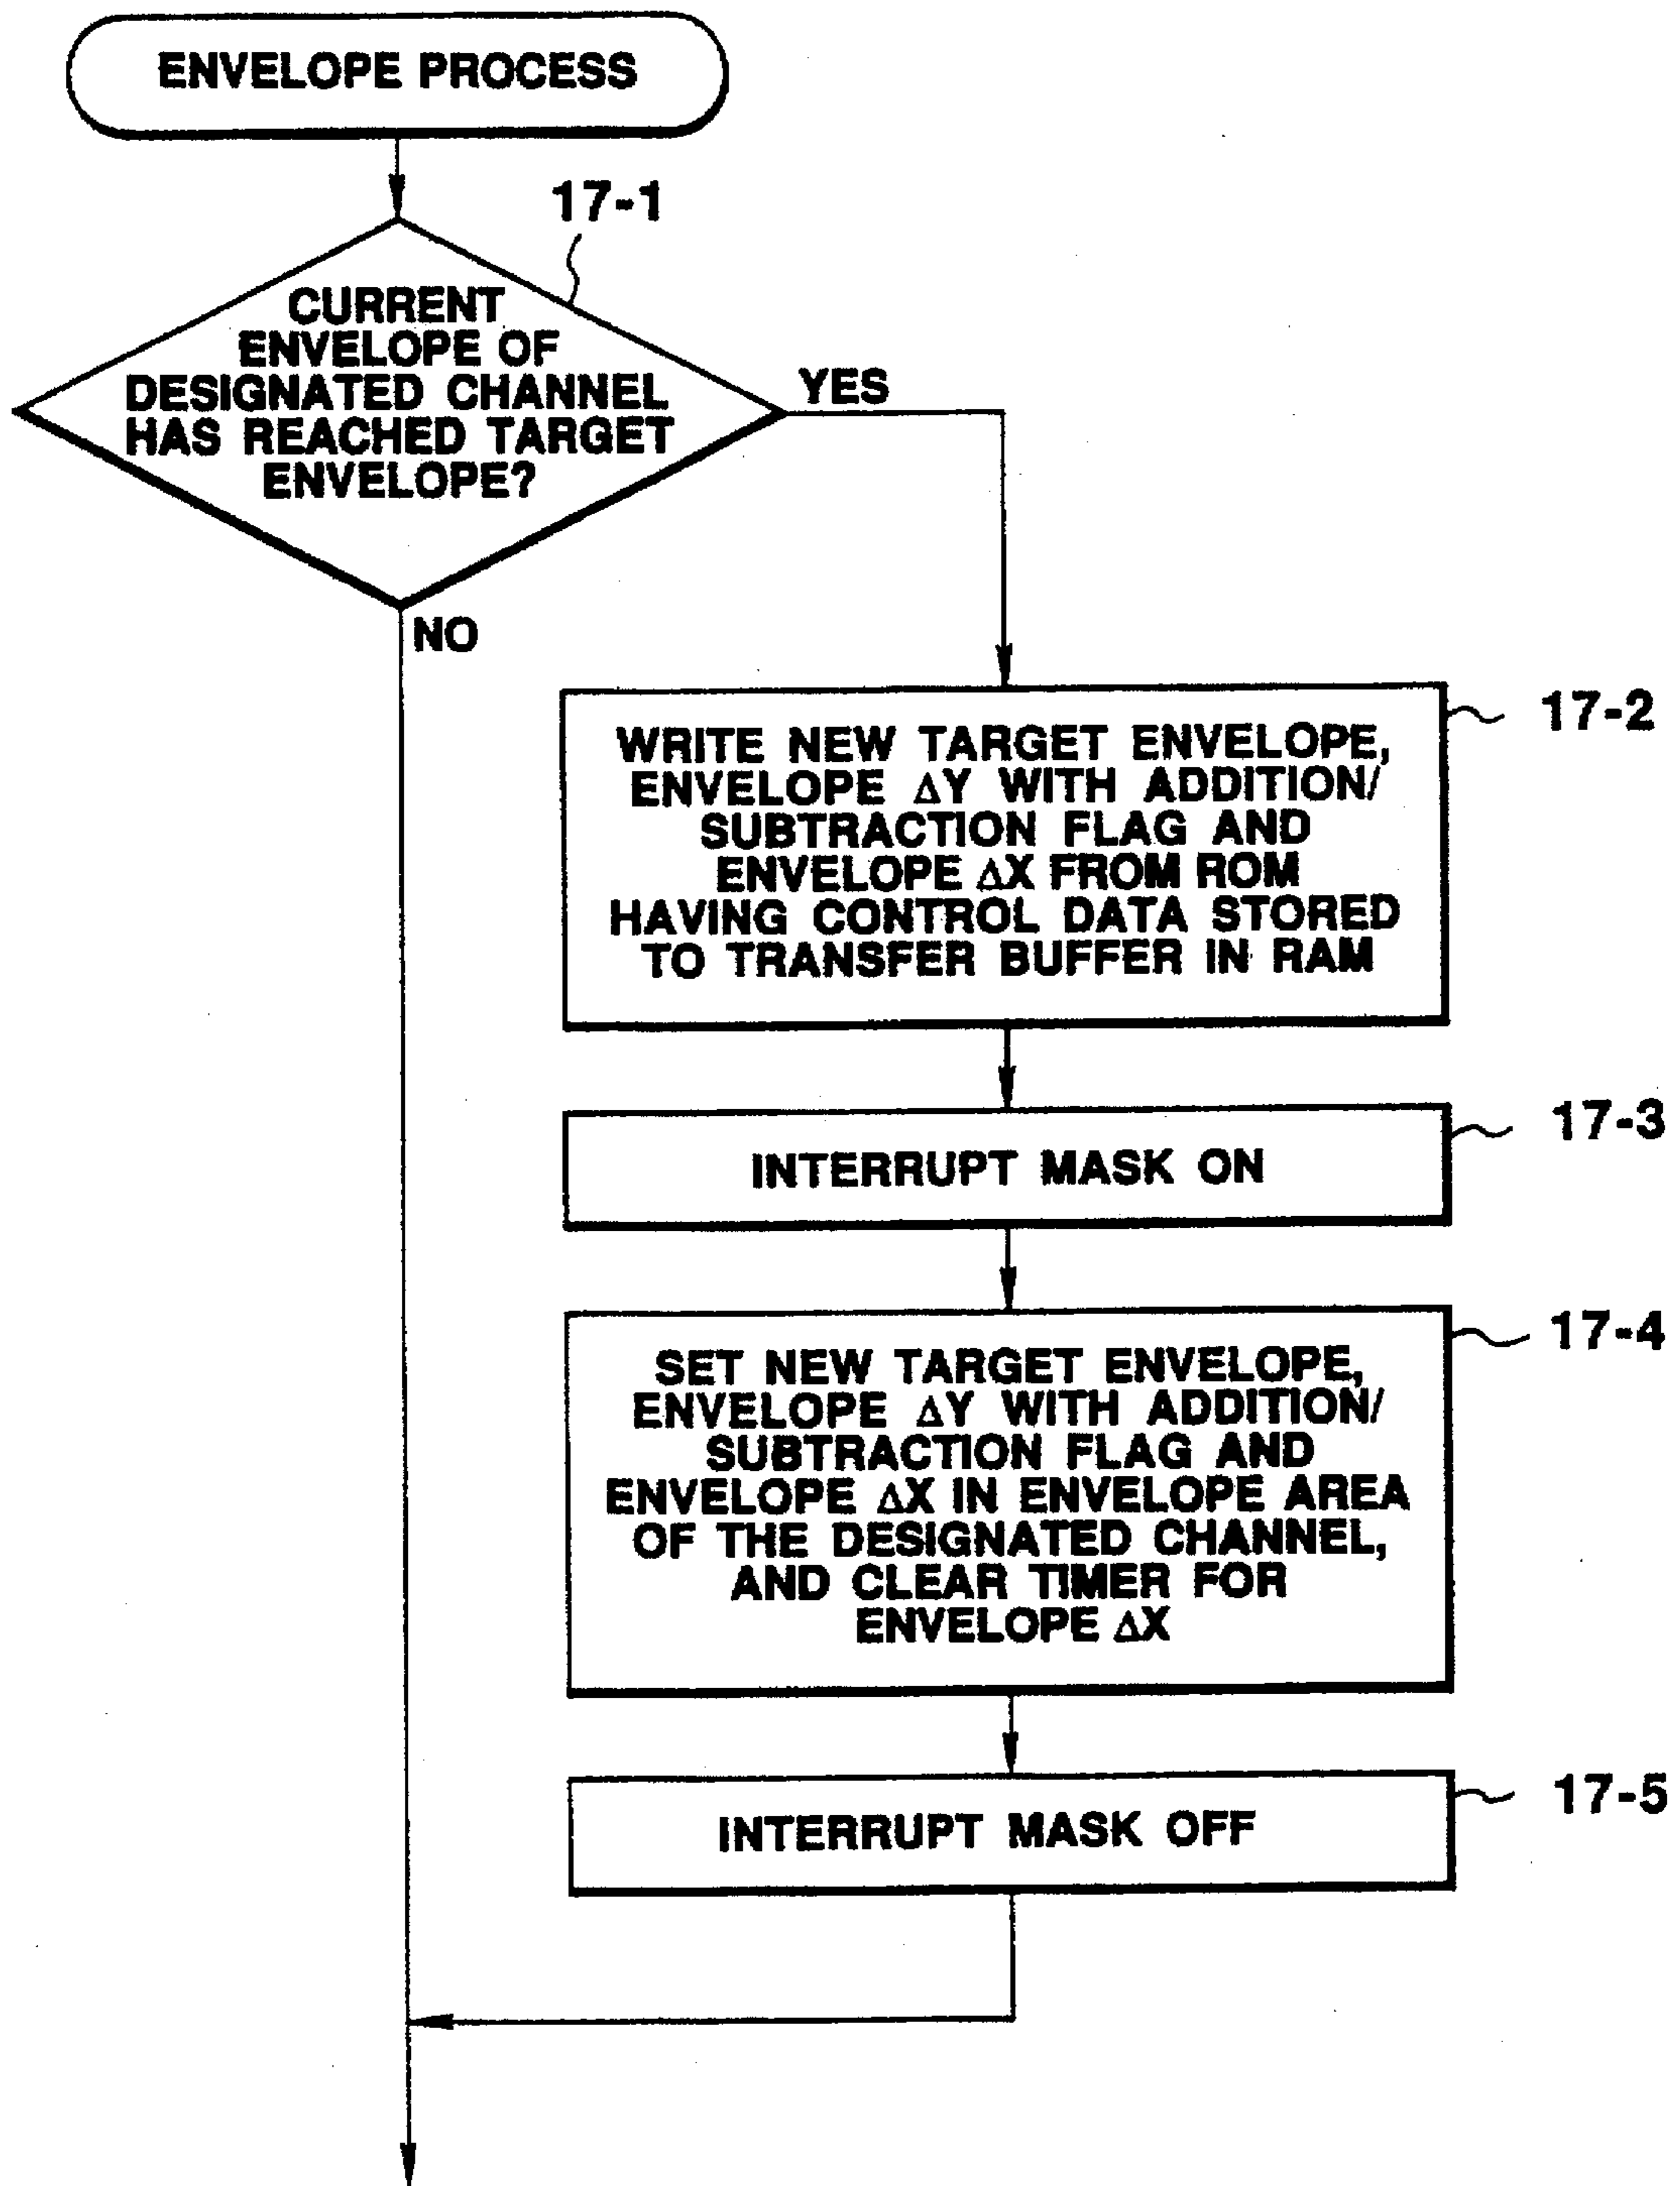 ENVELOPE PROCESS
17-1
CURRENT
ENVELOPE OF
DESIGNATED CHANNEL
HAS REACHED TARGET
ENVELOPE?
YES
NO
17-2
WRITE NEW TARGET ENVELOPE,
ENVELOPE ΔY WITH ADDITION/
SUBTRACTION FLAG AND
ENVELOPE ΔX FROM ROM
HAVING CONTROL DATA STORED
TO TRANSFER BUFFER IN RAM
17-3
INTERRUPT MASK ON
17-4
SET NEW TARGET ENVELOPE,
ENVELOPE ΔY WITH ADDITION/
SUBTRACTION FLAG AND
ENVELOPE ΔX IN ENVELOPE AREA
OF THE DESIGNATED CHANNEL,
AND CLEAR TIMER FOR
ENVELOPE ΔX
17-5
INTERRUPT MASK OFF